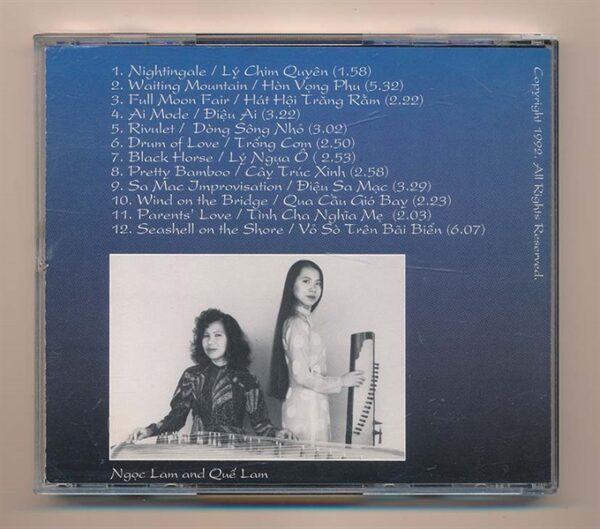 1. Nightingale / Lý Chim Quyên (1.58)
2. Waiting Mountain / Hòn Vọng Phu (5.32)
3. Full Moon Fair / Hát Hội Trăng Rằm (2.22)
4. Ai Mode / Điệu Ai (3.22)
5. Rivulet / Dòng Sông Nhỏ (3.02)
6. Drum of Love / Trống Cơm (2.50)
7. Black Horse / Lý Ngụa Ô ( 2.53)
8. Pretty Bamboo / Cây Trúc Xinh (2.58)
9. Sa Mac Improvisation / Điệu Sa Mạc (3.29)
10. Wind on the Bridge / Qua Cầu Gió Bay (2.23)
11. Parents' Love / Tình Cha Nghĩa Mẹ (2.03)
12. Seashell on the Shore / Vỏ Sò Trên Bãi Biển (6.07)
Copyright 1992. All Rights Reserved.
Ngọc Lam and Quế Lam